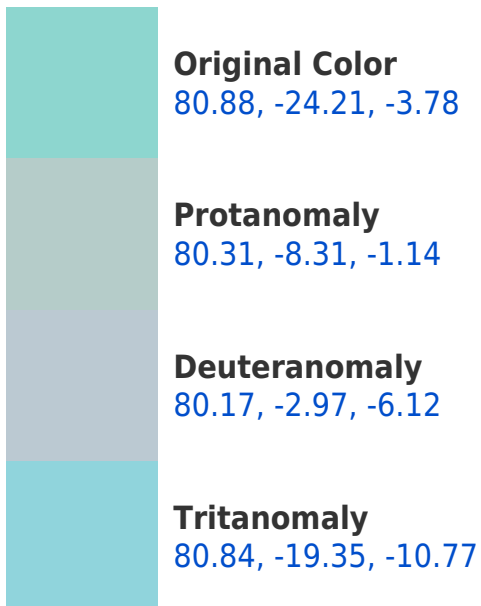 Original Color
80.88, -24.21, -3.78
Protanomaly
80.31, -8.31, -1.14
Deuteranomaly
80.17, -2.97, -6.12
Tritanomaly
80.84, -19.35, -10.77